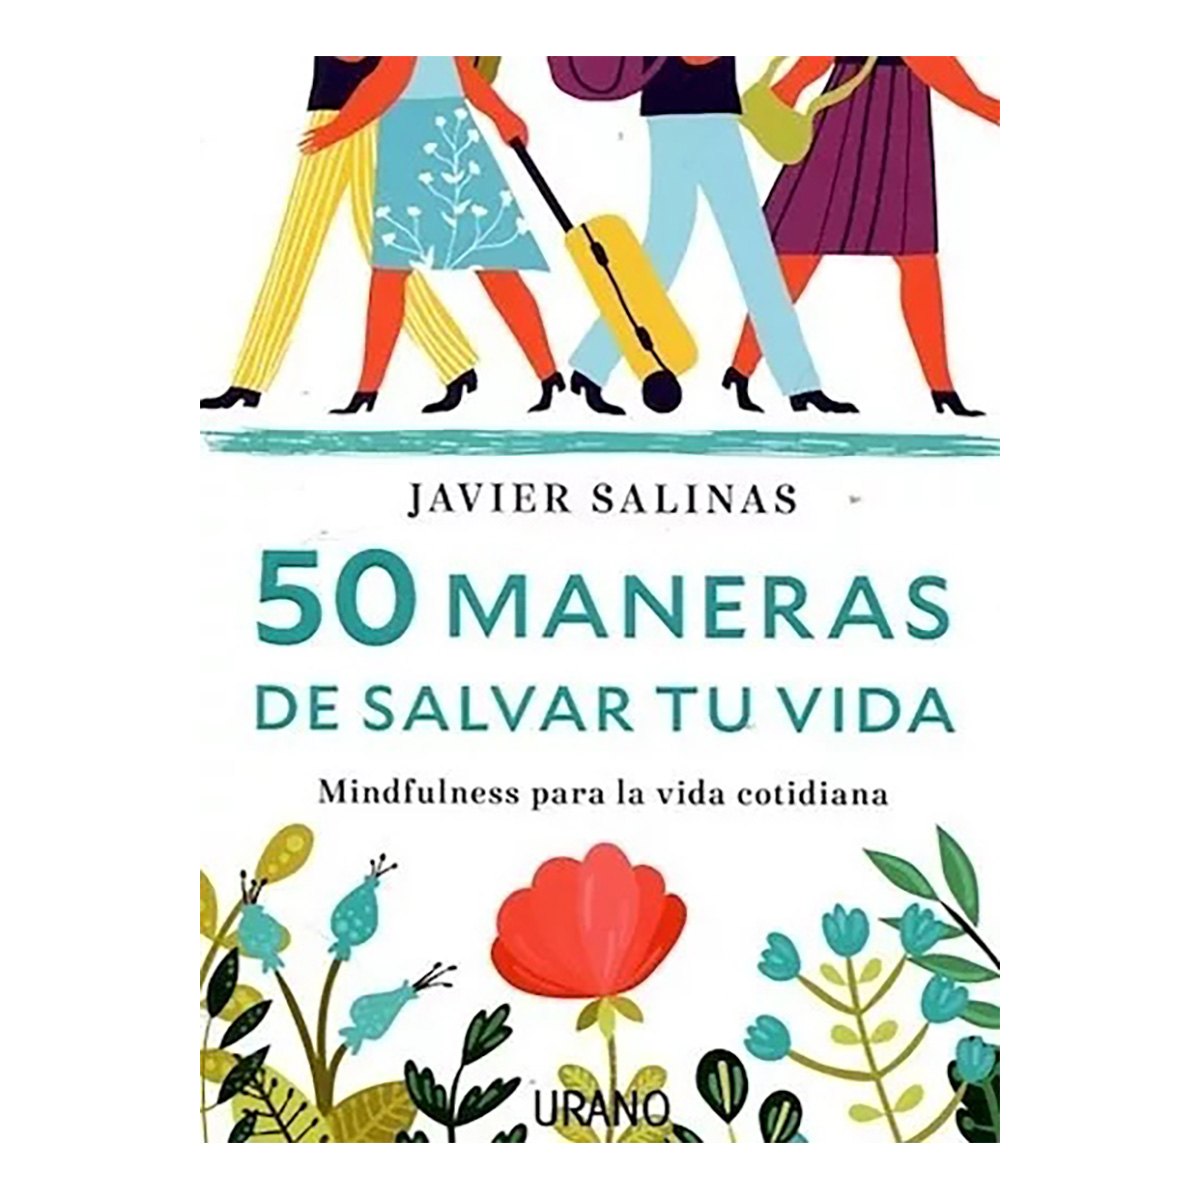 JAVIER SALINAS
50 MANERAS
DE SALVAR TU VIDA
Mindfulness para la vida cotidiana
URANO